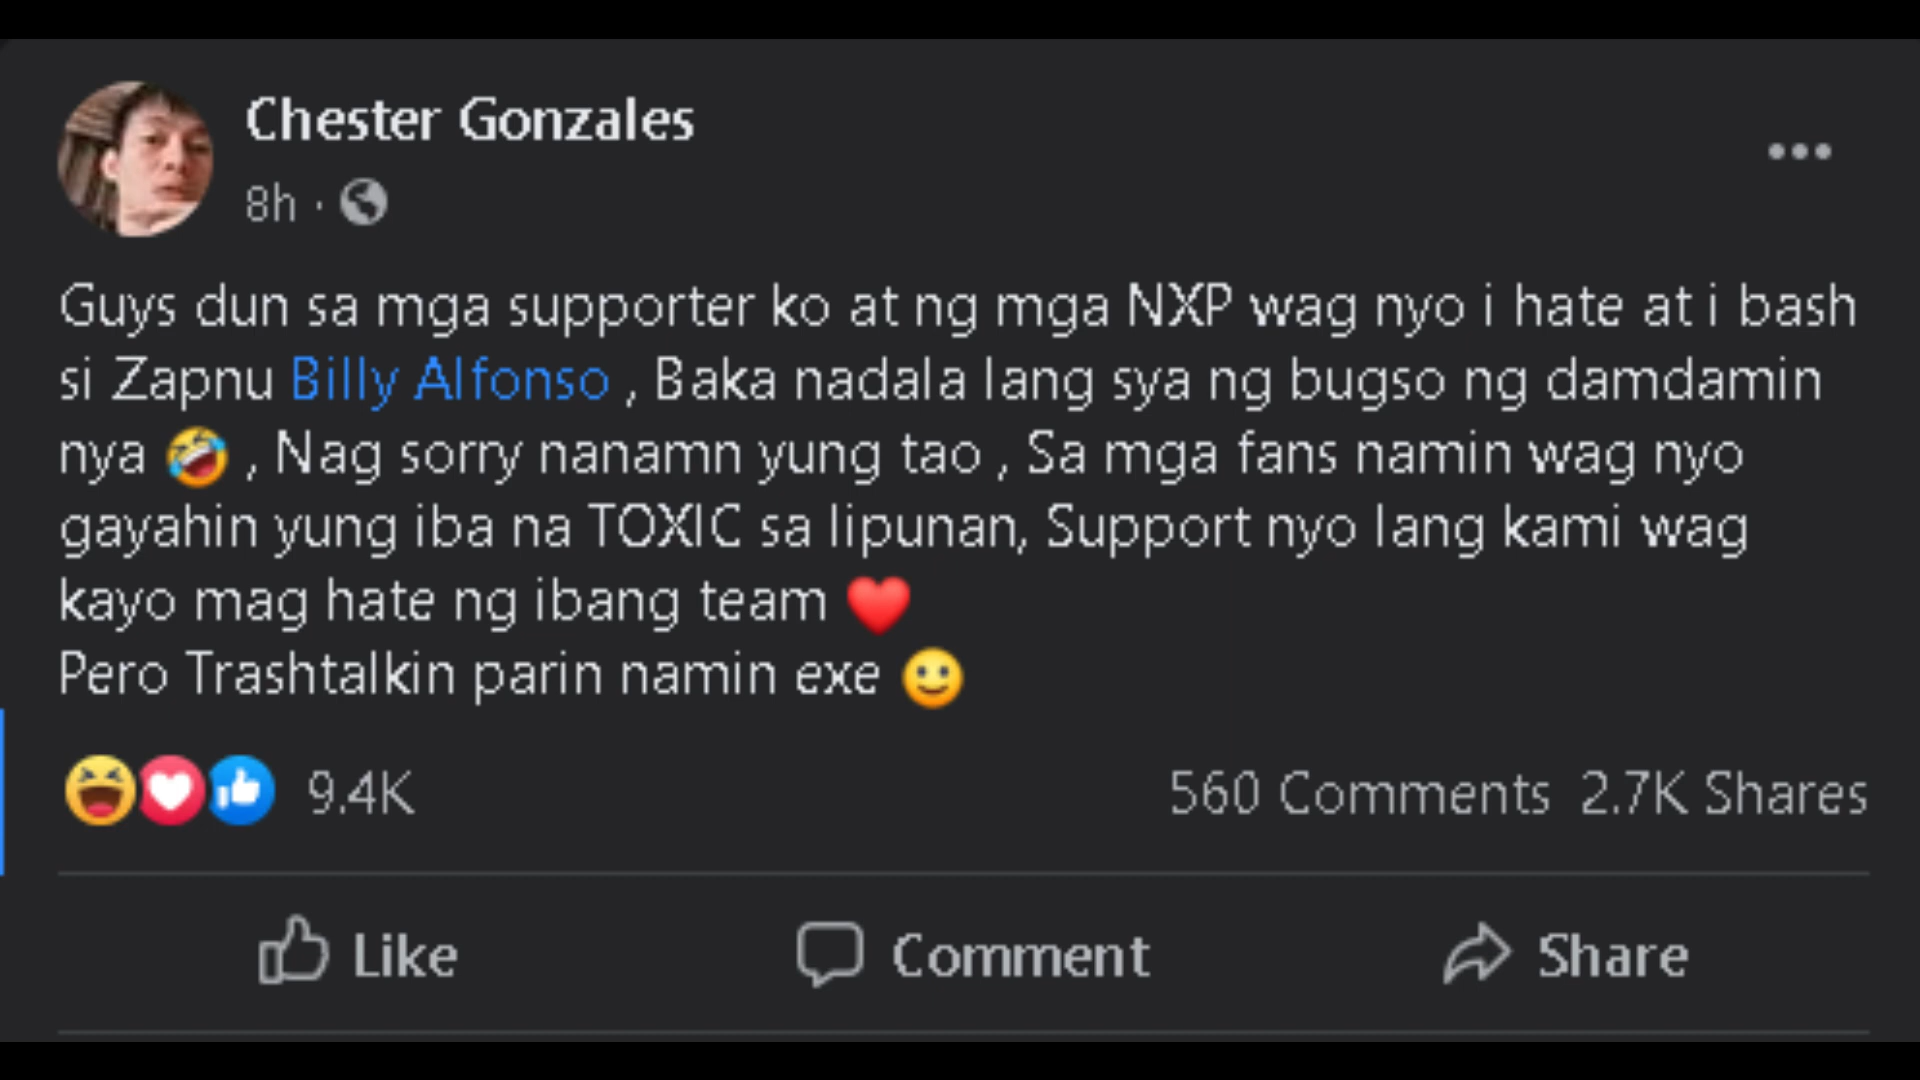 Chester Gonzales
8h ·
Guys dun sa mga supporter ko at ng mga NXP wag nyo i hate at i bash
si Zapnu Billy Alfonso , Baka nadala lang sya ng bugso ng damdamin
nya 🤣 , Nag sorry nanamn yung tao , Sa mga fans namin wag nyo
gayahin yung iba na TOXIC sa lipunan, Support nyo lang kami wag
kayo mag hate ng ibang team ❤️
Pero Trashtalkin parin namin exe 🙂
9.4K 560 Comments 2.7K Shares
Like Comment Share